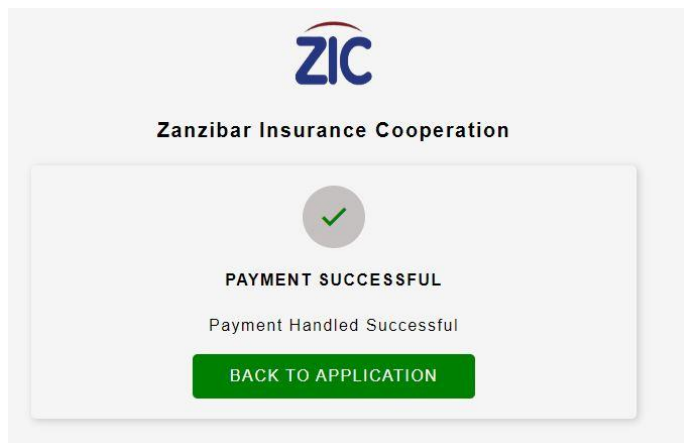 ZIC
Zanzibar Insurance Cooperation
PAYMENT SUCCESSFUL
Payment Handled Successful
BACK TO APPLICATION